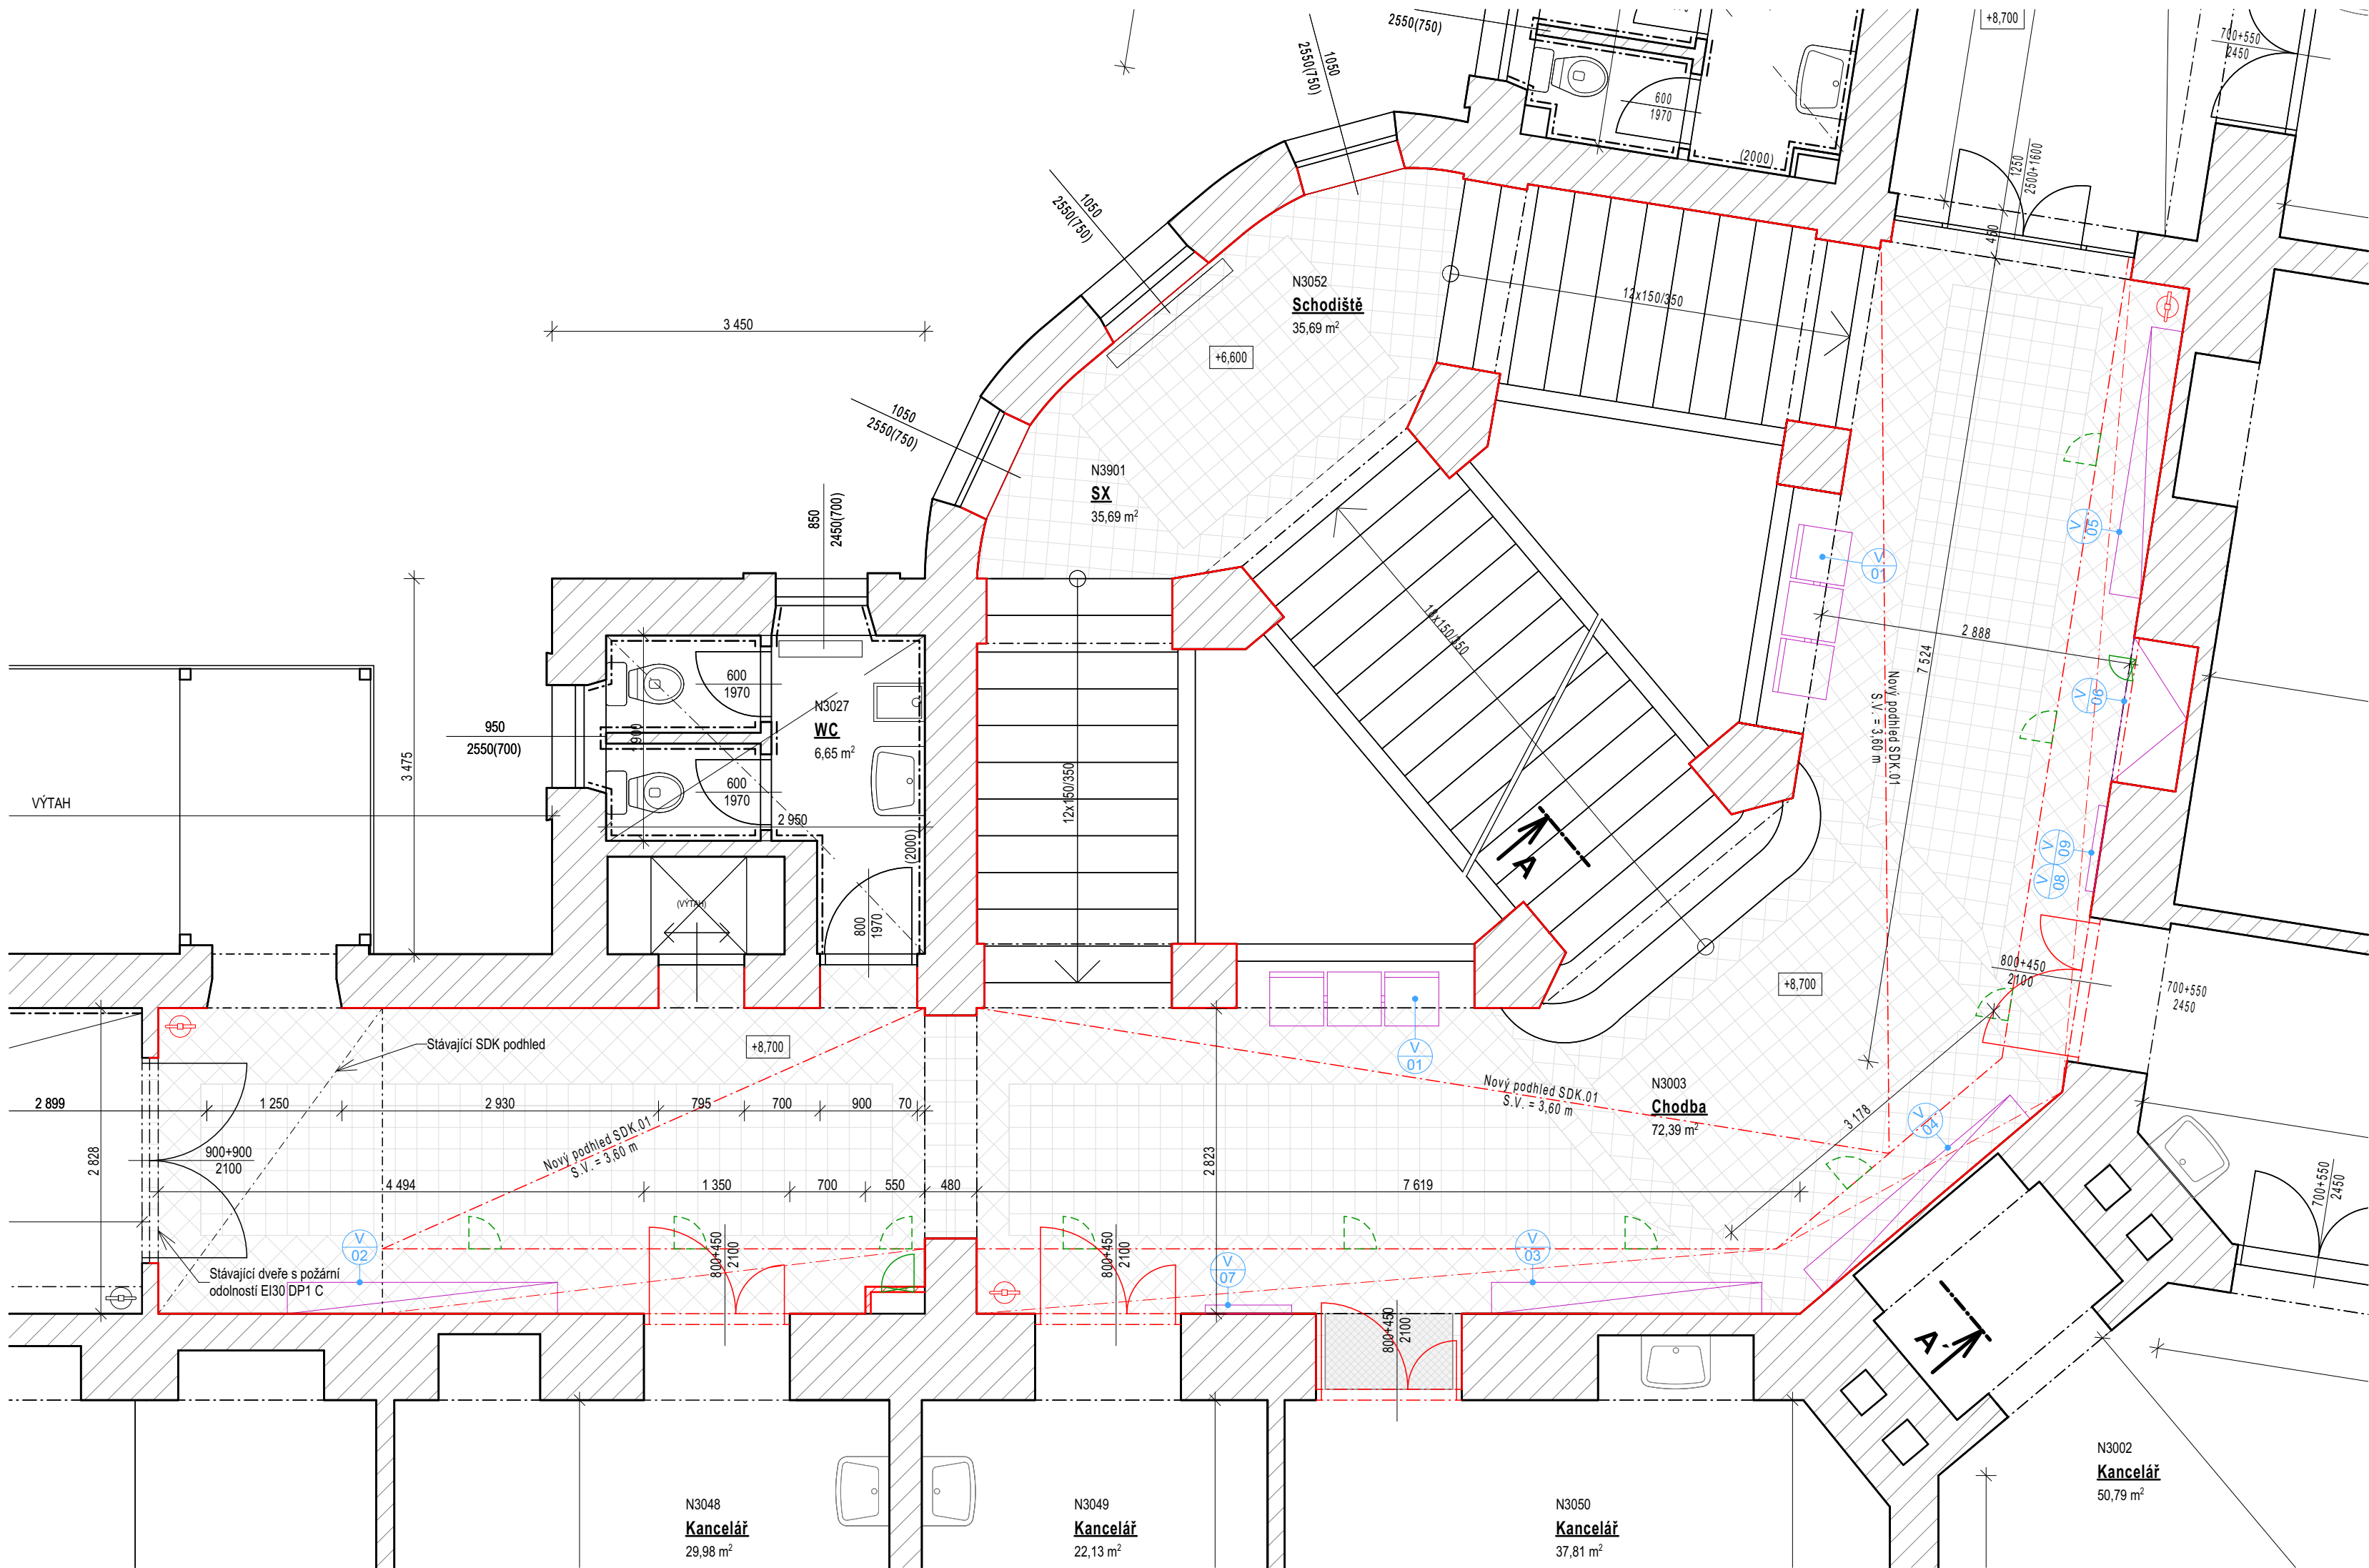 2550(750)
1050
2550(750)
600
1970
(2000)
+8,700
700+550
2450
1250
2500+1600
450
1050
2550(750)
N3052
Schodiště
35,69 m²
12x150/350
3 450
+6,600
1050
2550(750)
N3901
SX
35,69 m²
850
2450(700)
V
05
V
01
18x150/350
2 888
7 524
Nový podhled SDK.01
S.V. = 3,60 m
V
06
600
1970
N3027
WC
6,65 m²
900
950
2550(700)
3 475
VÝTAH
600
1970
2 950
(2000)
12x150/350
A
V
09
V
08
(VÝTAH)
800
1970
800+450
2100
700+550
2450
+8,700
Stávající SDK podhled
+8,700
V
01
Nový podhled SDK.01
S.V. = 3,60 m
N3003
Chodba
72,39 m²
3 178
V
04
2 899
1 250
2 930
795
700
900
70
Nový podhled SDK.01
S.V. = 3,60 m
2 828
900+900
2100
2 823
4 494
1 350
700
550
480
7 619
700+550
2450
V
02
800+450
2100
800+450
2100
V
07
V
03
Stávající dveře s požární
odolností EI30 DP1 C
800+450
2100
A'
N3048
Kancelář
29,98 m²
N3049
Kancelář
22,13 m²
N3050
Kancelář
37,81 m²
N3002
Kancelář
50,79 m²